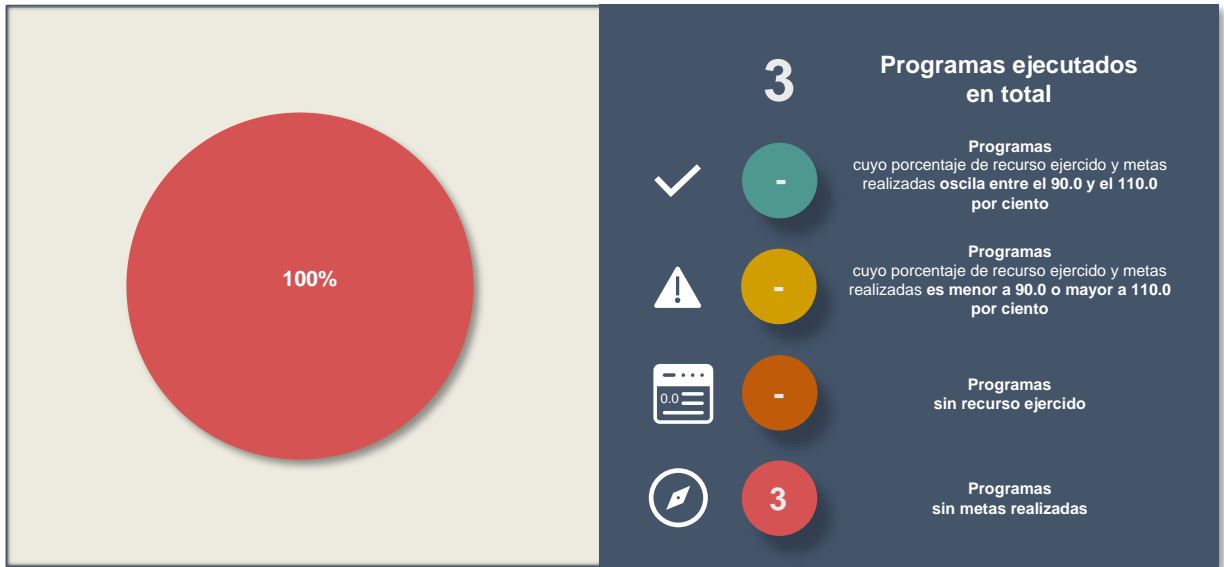 100%
3
Programas ejecutados
en total
-
Programas
cuyo porcentaje de recurso ejercido y metas
realizadas oscila entre el 90.0 y el 110.0
por ciento
-
Programas
cuyo porcentaje de recurso ejercido y metas
realizadas es menor a 90.0 o mayor a 110.0
por ciento
0.0
-
Programas
sin recurso ejercido
3
Programas
sin metas realizadas